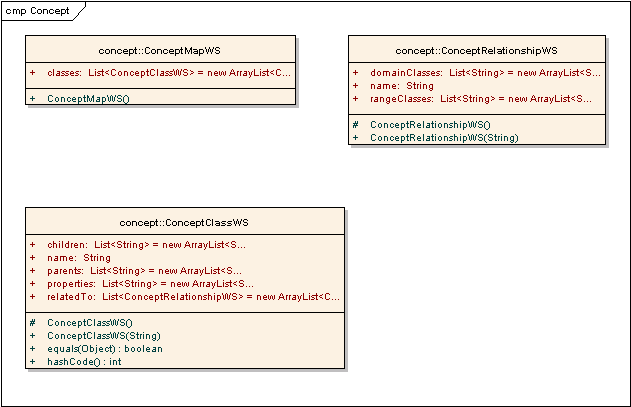 cmp Concept
concept::ConceptMapWS
+ classes: List<ConceptClassWS> = new ArrayList<C...
+ ConceptMapWS()
concept::ConceptRelationshipWS
+ domainClasses: List<String> = new ArrayList<S...
+ name: String
+ rangeClasses: List<String> = new ArrayList<S...
# ConceptRelationshipWS()
+ ConceptRelationshipWS(String)
concept::ConceptClassWS
+ children: List<String> = new ArrayList<S...
+ name: String
+ parents: List<String> = new ArrayList<S...
+ properties: List<String> = new ArrayList<S...
+ relatedTo: List<ConceptRelationshipWS> = new ArrayList<C...
# ConceptClassWS()
+ ConceptClassWS(String)
+ equals(Object) : boolean
+ hashCode() : int